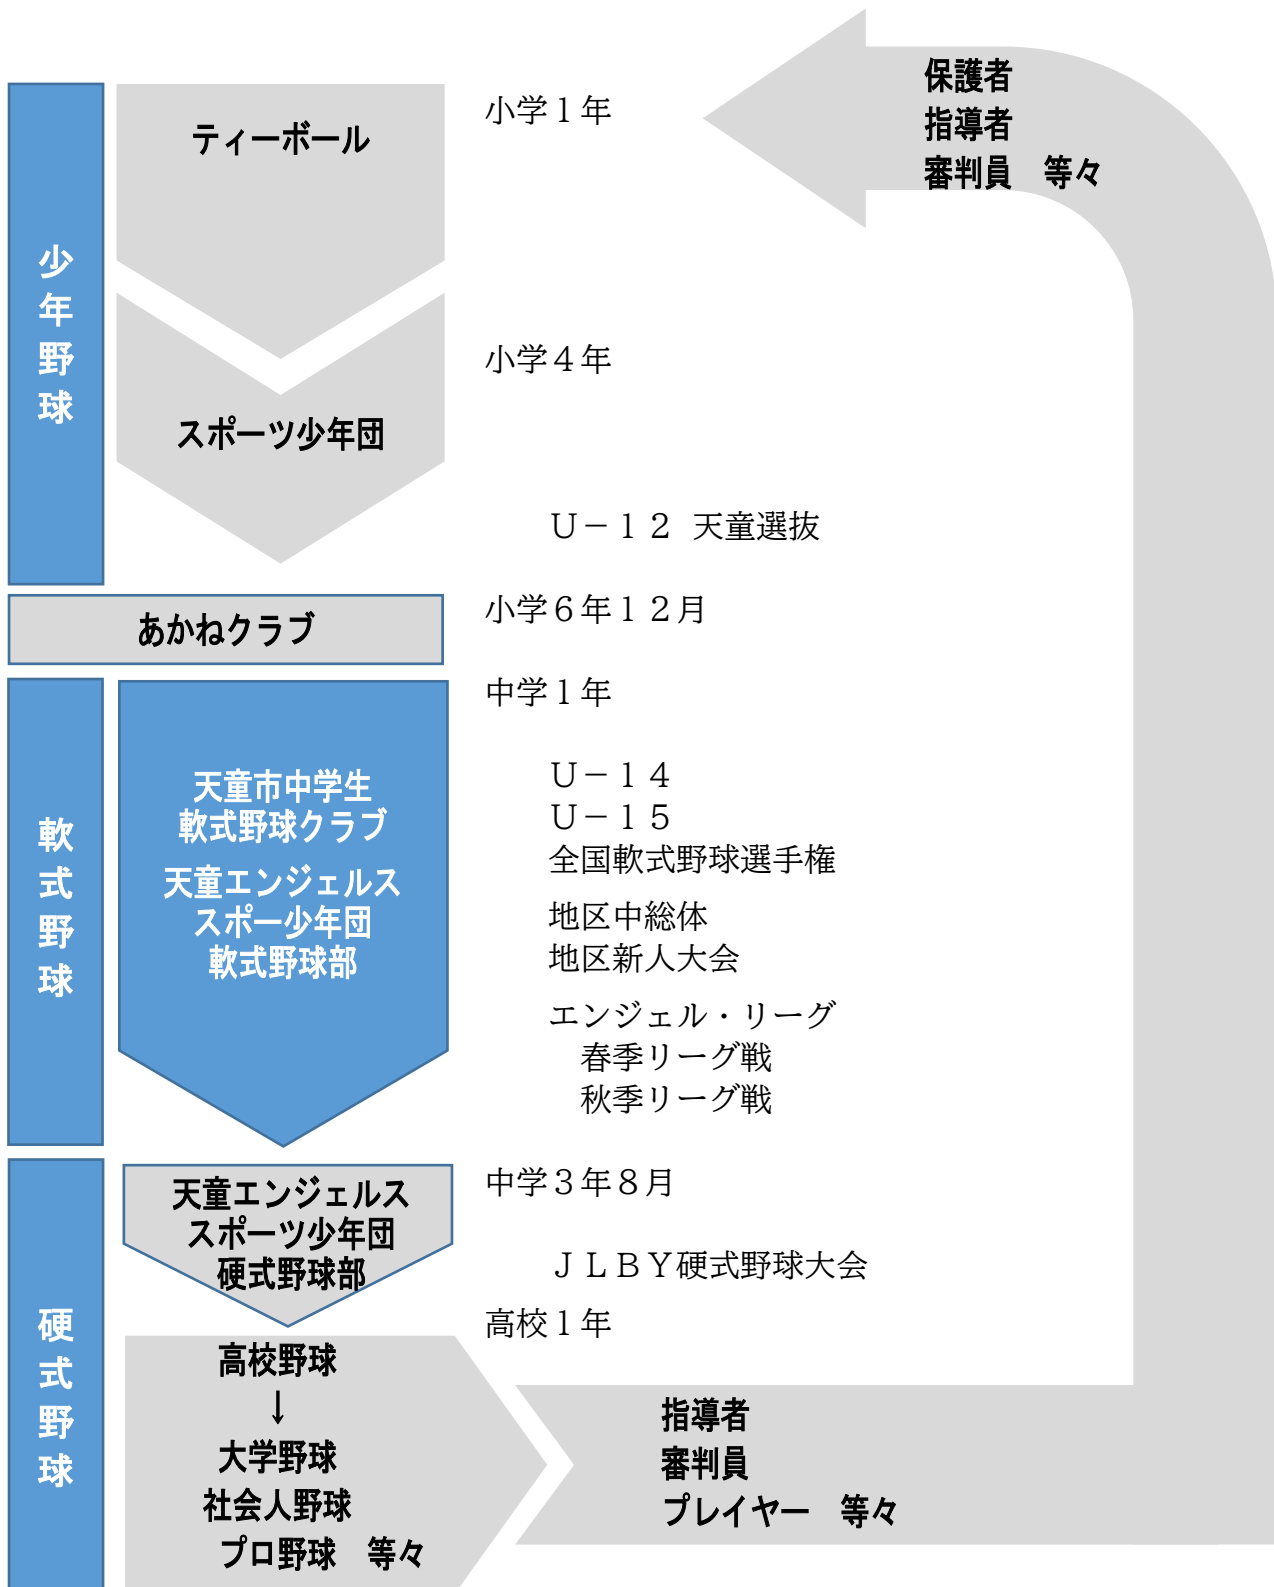 保護者
指導者
審判員　等々
少年野球
ティーボール
小学１年
小学４年
スポーツ少年団
Ｕ－１２ 天童選抜
あかねクラブ
小学６年１２月
軟式野球
中学１年
天童市中学生
軟式野球クラブ
天童エンジェルス
スポー少年団
軟式野球部
Ｕ－１４
Ｕ－１５
全国軟式野球選手権
地区中総体
地区新人大会
エンジェル・リーグ
春季リーグ戦
秋季リーグ戦
硬式野球
天童エンジェルス
スポーツ少年団
硬式野球部
中学３年８月
ＪＬＢＹ硬式野球大会
高校１年
高校野球
↓
大学野球
社会人野球
プロ野球　等々
指導者
審判員
プレイヤー　等々